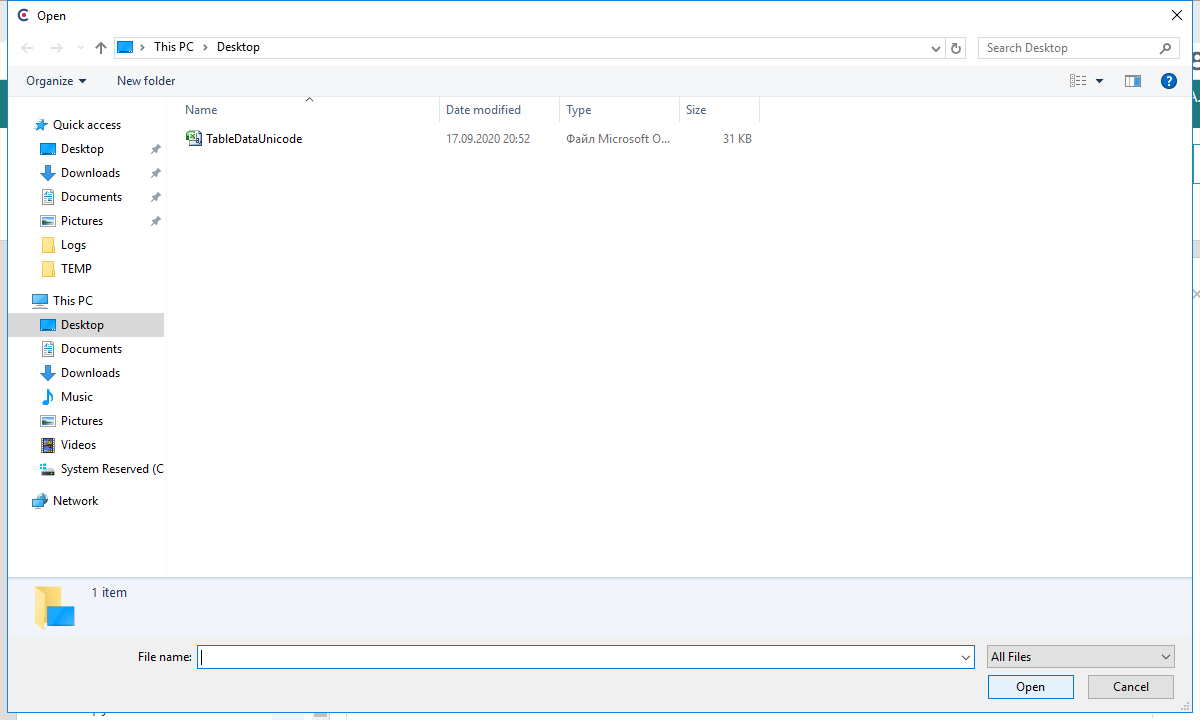 Open
This PC > Desktop
Search Desktop
Organize
New folder
?
Name
Date modified
Type
Size
TableDataUnicode
17.09.2020 20:52
Файл Microsoft O...
31 KB
Quick access
Desktop
Downloads
Documents
Pictures
Logs
TEMP
This PC
Desktop
Documents
Downloads
Music
Pictures
Videos
System Reserved (C
Network
1 item
File name:
All Files
Open
Cancel